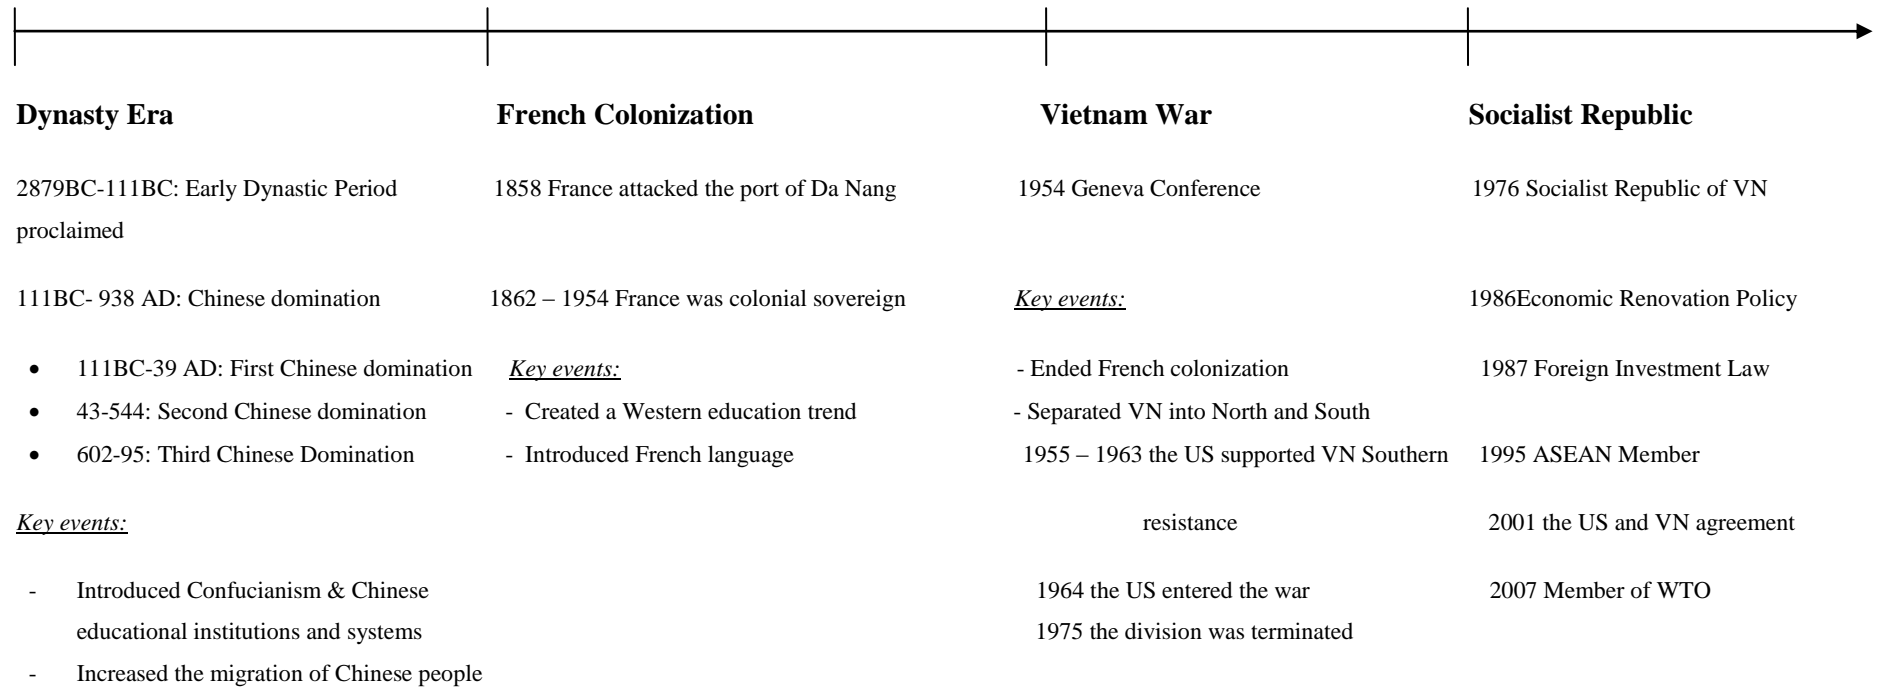 Dynasty Era
2879BC-111BC: Early Dynastic Period
proclaimed
111BC- 938 AD: Chinese domination
• 111BC-39 AD: First Chinese domination
• 43-544: Second Chinese domination
• 602-95: Third Chinese Domination
Key events:
- Introduced Confucianism & Chinese
educational institutions and systems
- Increased the migration of Chinese people
French Colonization
1858 France attacked the port of Da Nang
1862 – 1954 France was colonial sovereign
Key events:
- Created a Western education trend
- Introduced French language
Vietnam War
1954 Geneva Conference
Key events:
- Ended French colonization
- Separated VN into North and South
1955 – 1963 the US supported VN Southern
resistance
1964 the US entered the war
1975 the division was terminated
Socialist Republic
1976 Socialist Republic of VN
1986Economic Renovation Policy
1987 Foreign Investment Law
1995 ASEAN Member
2001 the US and VN agreement
2007 Member of WTO